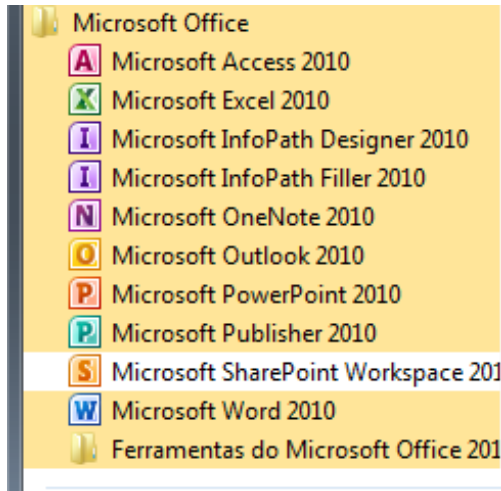 Microsoft Office
A Microsoft Access 2010
X Microsoft Excel 2010
I Microsoft InfoPath Designer 2010
I Microsoft InfoPath Filler 2010
N Microsoft OneNote 2010
O Microsoft Outlook 2010
P Microsoft PowerPoint 2010
P Microsoft Publisher 2010
S Microsoft SharePoint Workspace 201
W Microsoft Word 2010
Ferramentas do Microsoft Office 201